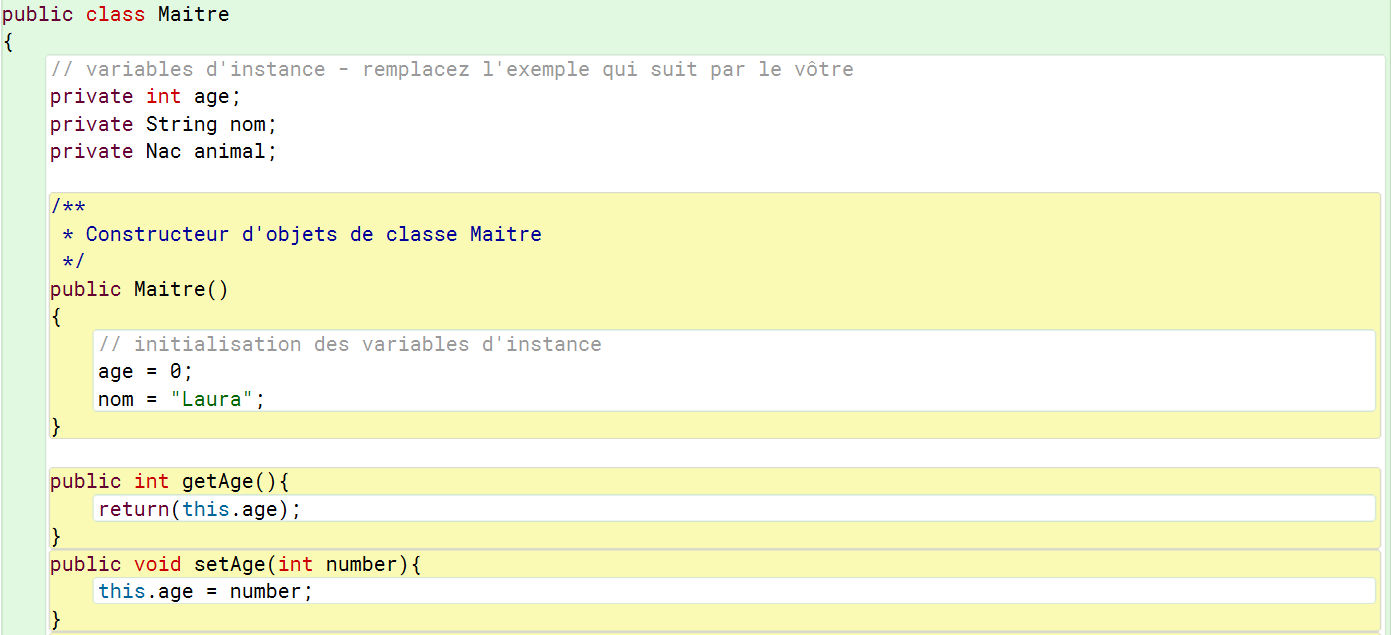 public class Maitre
{
// variables d'instance - remplacez l'exemple qui suit par le vôtre
private int age;
private String nom;
private Nac animal;
/**
* Constructeur d'objets de classe Maitre
*/
public Maitre()
{
// initialisation des variables d'instance
age = 0;
nom = "Laura";
}
public int getAge(){
return(this.age);
}
public void setAge(int number){
this.age = number;
}